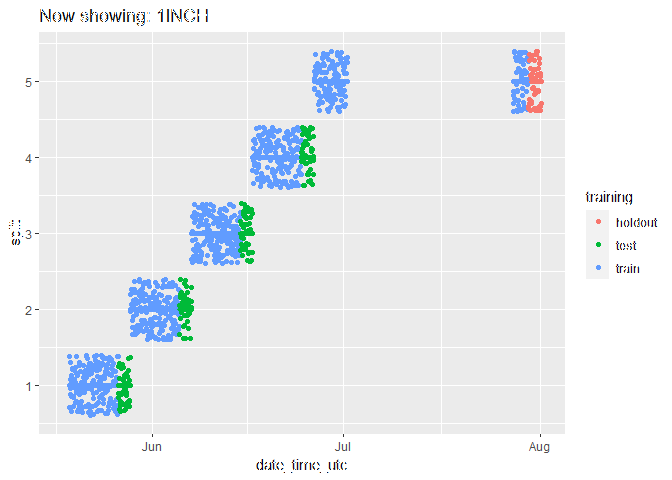 Now showing: 1INCH
5
4
3
2
1
split
Jun
Jul
Aug
date_time_utc
training
holdout
test
train